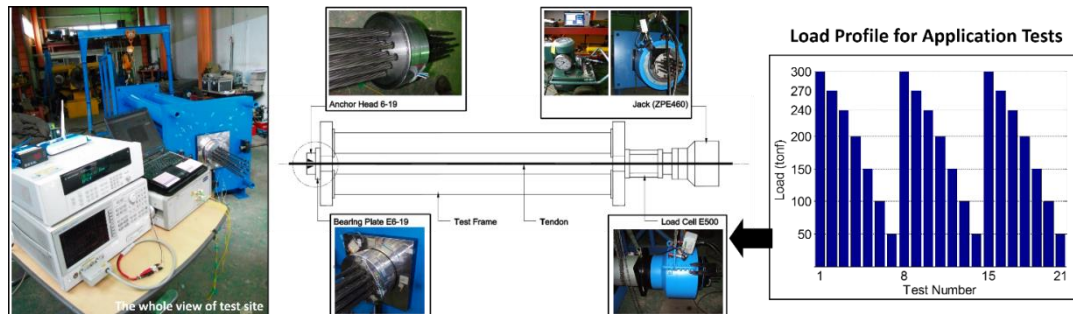 The whole view of test site
Anchor Head 6-19
Jack (ZPE460)
Bearing Plate E6-19
Test Frame
Tendon
Load Cell E500
Load Profile for Application Tests
Load (tonf)
300
270
240
200
150
100
50
1
8
15
21
Test Number